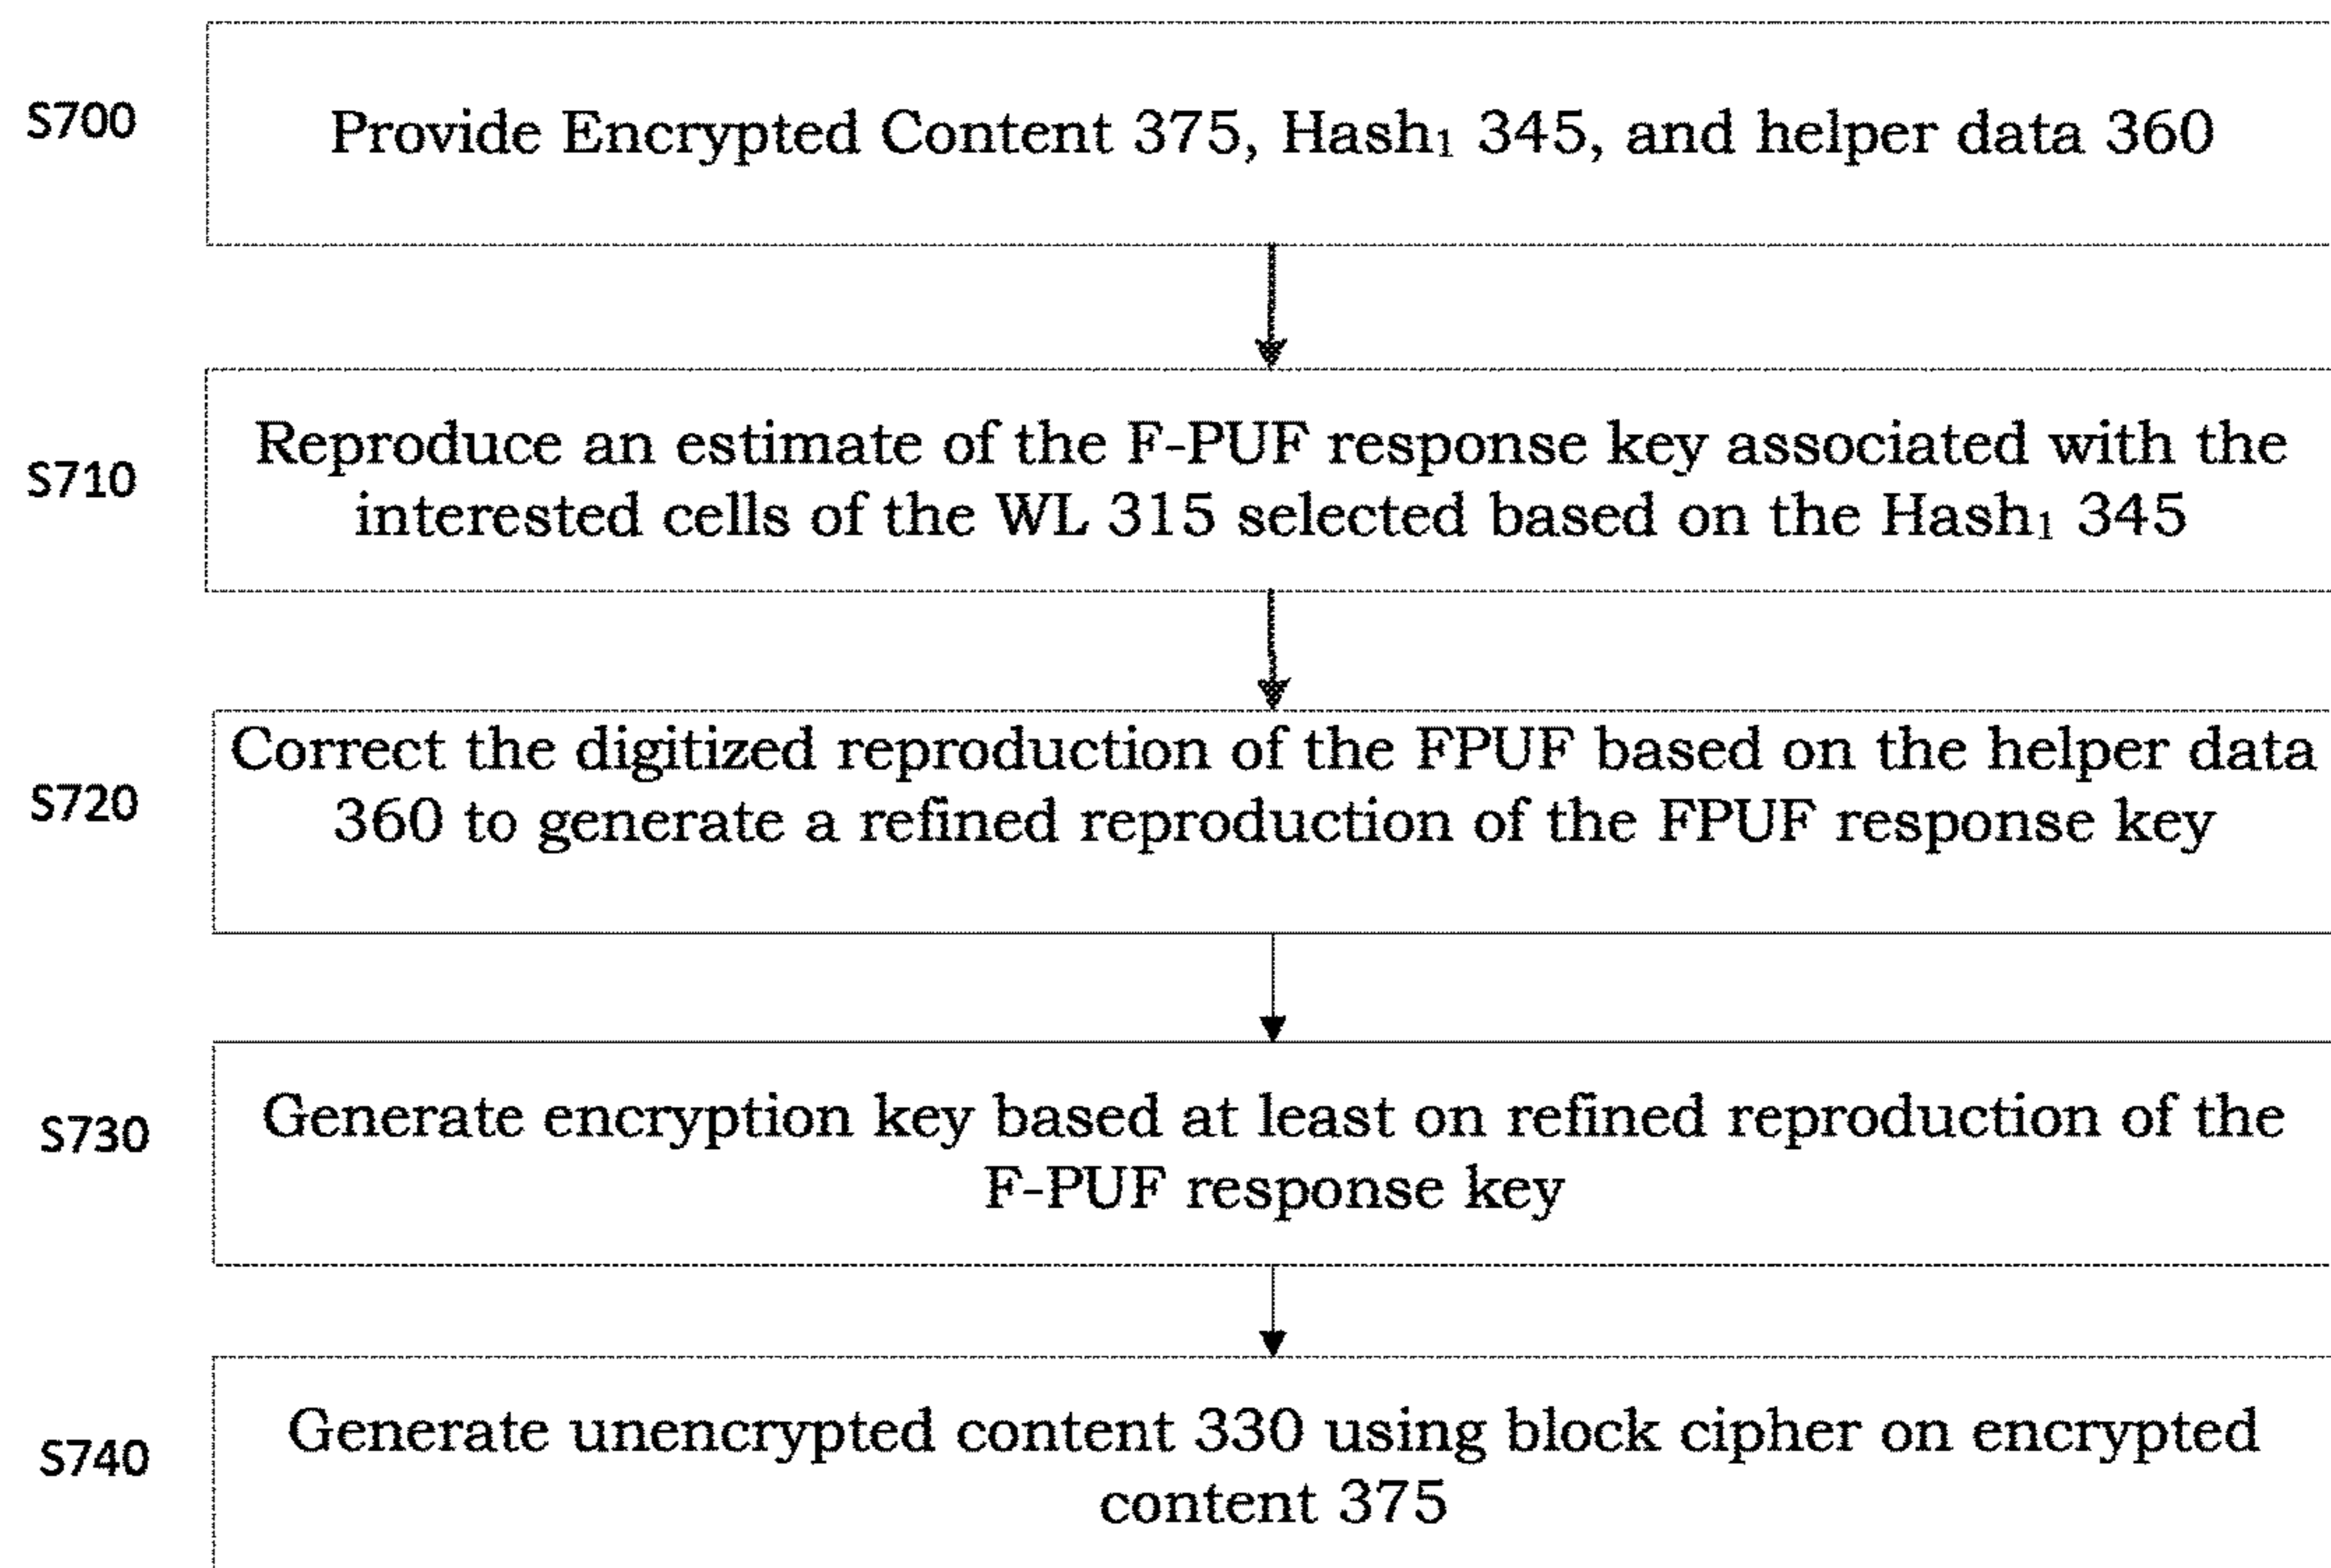 S700
Provide Encrypted Content 375, Hash₁ 345, and helper data 360
S710
Reproduce an estimate of the F-PUF response key associated with the
interested cells of the WL 315 selected based on the Hash₁ 345
S720
Correct the digitized reproduction of the FPUF based on the helper data
360 to generate a refined reproduction of the FPUF response key
S730
Generate encryption key based at least on refined reproduction of the
F-PUF response key
S740
Generate unencrypted content 330 using block cipher on encrypted
content 375